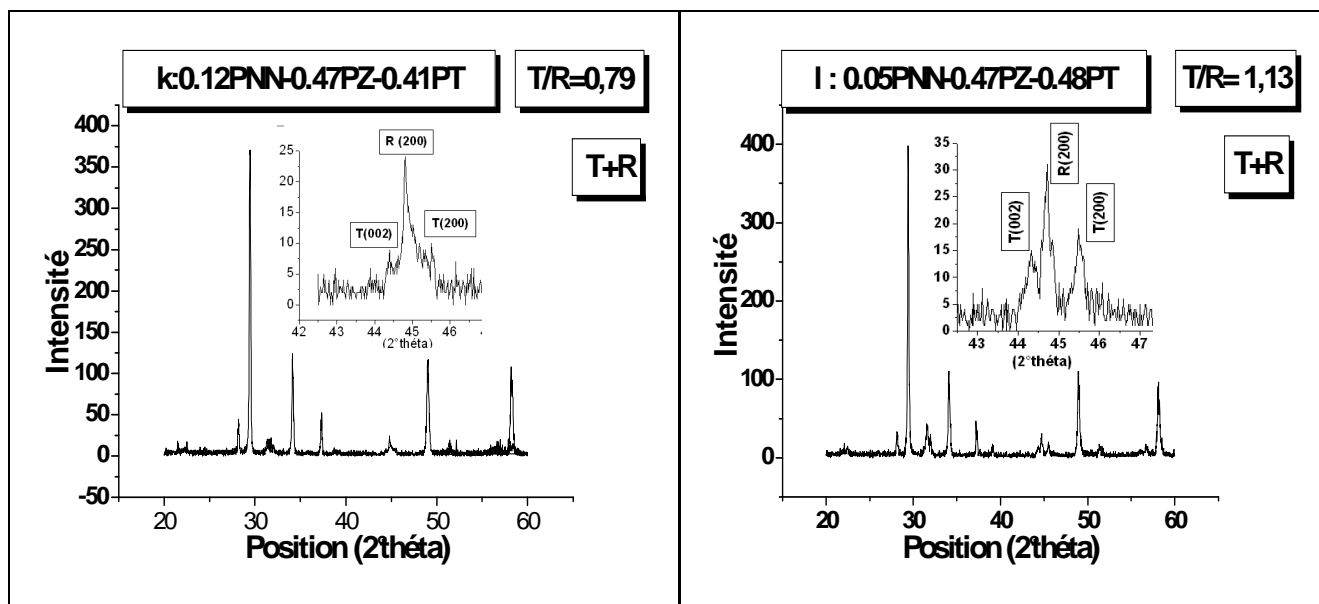 k:0.12PNN-0.47PZ-0.41PT
T/R=0,79
T+R
400
350
300
250
200
150
100
50
0
-50
Intensité
20
30
40
50
60
Position (2°théta)
R (200)
T(002)
T(200)
25
20
15
10
5
0
42
43
44
45
46
(2°théta)
l : 0.05PNN-0.47PZ-0.48PT
T/R= 1,13
T+R
400
300
200
100
0
Intensité
20
30
40
50
60
Position (2°théta)
T(002)
R(200)
T(200)
35
30
25
20
15
10
5
0
43
44
45
46
47
(2°théta)